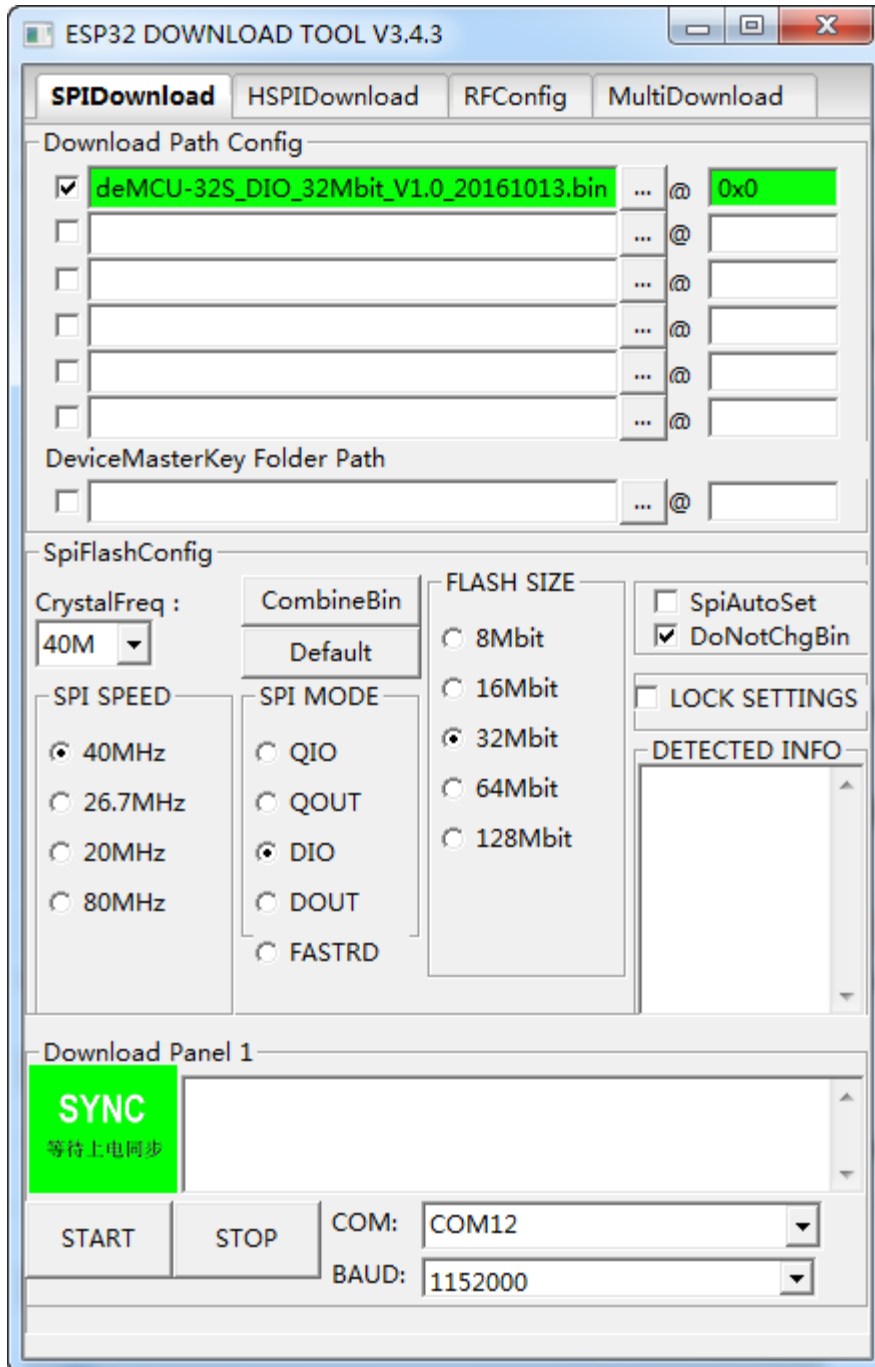 ESP32 DOWNLOAD TOOL V3.4.3
SPIDownload HSPIDownload RFConfig MultiDownload
Download Path Config
deMCU-32S_DIO_32Mbit_V1.0_20161013.bin ... @ 0x0
... @
... @
... @
... @
... @
DeviceMasterKey Folder Path
... @
SpiFlashConfig
CrystalFreq :
40M
CombineBin
Default
SPI SPEED
40MHz
26.7MHz
20MHz
80MHz
SPI MODE
QIO
QOUT
DIO
DOUT
FASTRD
FLASH SIZE
8Mbit
16Mbit
32Mbit
64Mbit
128Mbit
SpiAutoSet
DoNotChgBin
LOCK SETTINGS
DETECTED INFO
Download Panel 1
SYNC
等待上电同步
START STOP
COM: COM12
BAUD: 1152000